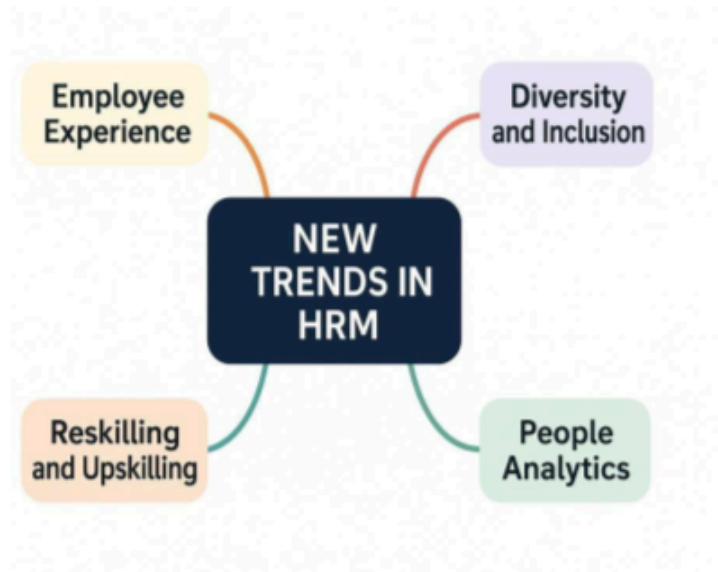 Employee
Experience
Diversity
and Inclusion
NEW
TRENDS IN
HRM
Reskilling
and Upskilling
People
Analytics